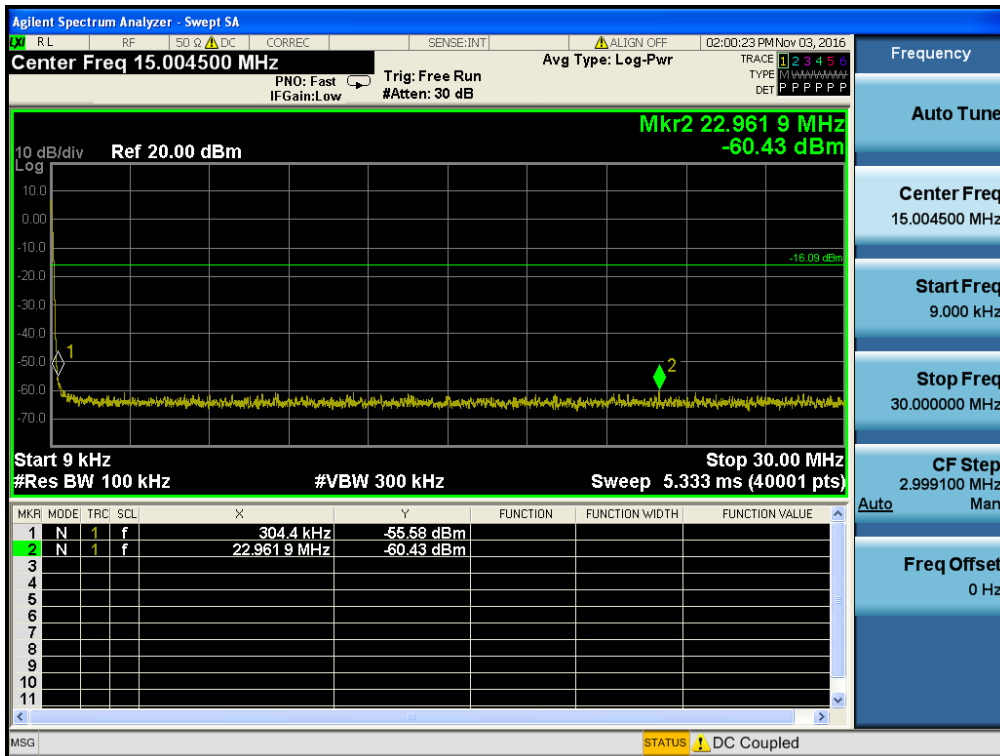 Agilent Spectrum Analyzer - Swept SA
LXI RL RF 50 Ω DC CORREC SENSE:INT ALIGN OFF 02:00:23 PM Nov 03, 2016
Center Freq 15.004500 MHz
PNO: Fast
IFGain:Low
Trig: Free Run
#Atten: 30 dB
Avg Type: Log-Pwr
TRACE 1 2 3 4 5 6
TYPE M
DET P P P P P P
Mkr2 22.961 9 MHz
-60.43 dBm
10 dB/div Ref 20.00 dBm
Log
10.0
0.00
-10.0
-16.09 dBm
-20.0
-30.0
-40.0
-50.0
-60.0
-70.0
1
2
Start 9 kHz
Stop 30.00 MHz
#Res BW 100 kHz #VBW 300 kHz Sweep 5.333 ms (40001 pts)
MKR MODE TRC SCL X Y FUNCTION FUNCTION WIDTH FUNCTION VALUE
1 N 1 f 304.4 kHz -55.58 dBm
2 N 1 f 22.961 9 MHz -60.43 dBm
3
4
5
6
7
8
9
10
11
MSG
STATUS DC Coupled
Frequency
Auto Tune
Center Freq
15.004500 MHz
Start Freq
9.000 kHz
Stop Freq
30.000000 MHz
CF Step
2.999100 MHz
Auto Man
Freq Offset
0 Hz